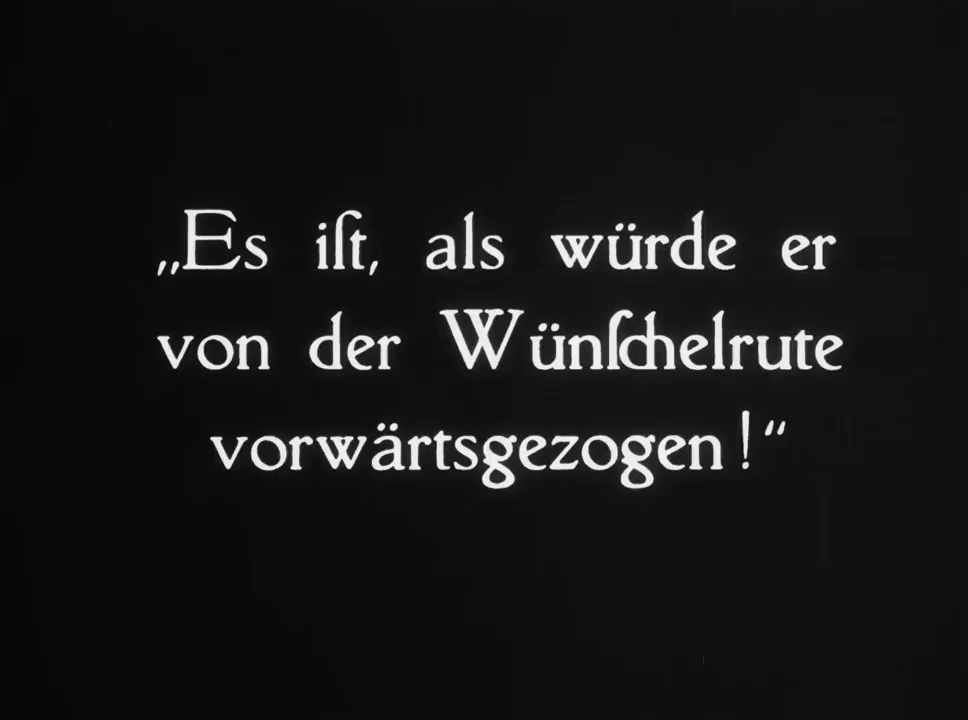 „Es iſt, als würde er
von der Wünſchelrute
vorwärtsgezogen!“